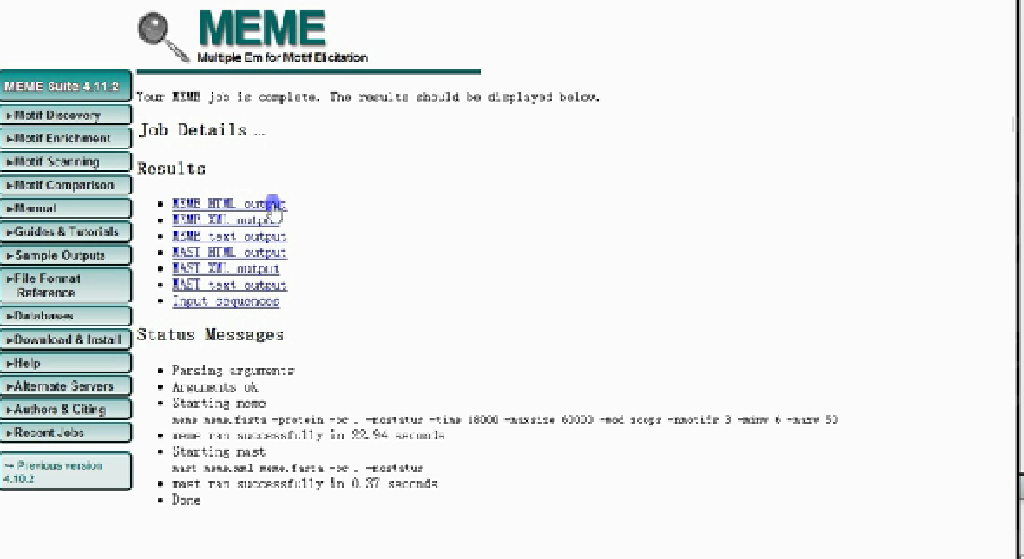 MEME
Multiple Em for Motif Elicitation
MEME Suite 4.11.2
Motif Discovery
Motif Enrichment
Motif Scanning
Motif Comparison
Manual
Guides & Tutorials
Sample Outputs
File Format
Reference
Databases
Download & Install
Help
Alternate Servers
Authors & Citing
Recent Jobs
↪ Previous version
4.10.2
Your MEME job is complete. The results should be displayed below.
Job Details ...
Results
MEME HTML output
MEME XML output
MEME text output
MAST HTML output
MAST XML output
MAST text output
Input sequences
Status Messages
Parsing arguments
Arguments ok
Starting meme
meme meme.fasta -protein -oc . -nostatus -time 18000 -maxsize 60000 -mod zoops -nmotifs 3 -minw 6 -maxw 50
meme ran successfully in 22.94 seconds
Starting mast
mast meme.xml meme.fasta -oc . -nostatus
mast ran successfully in 0.37 seconds
Done